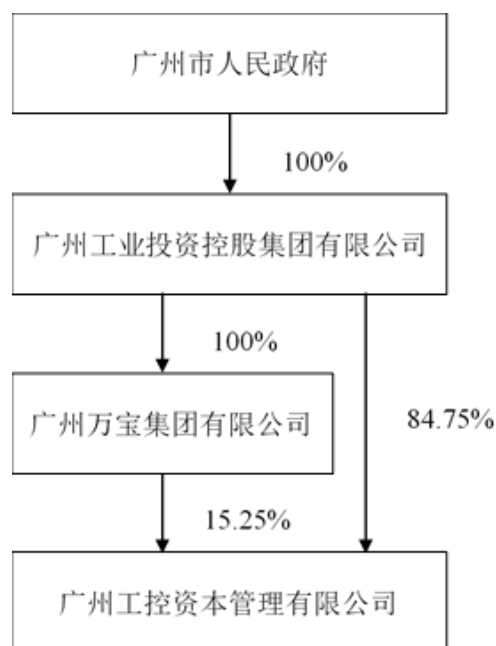 广州市人民政府
100%
广州工业投资控股集团有限公司
100%
84.75%
广州万宝集团有限公司
15.25%
广州工控资本管理有限公司